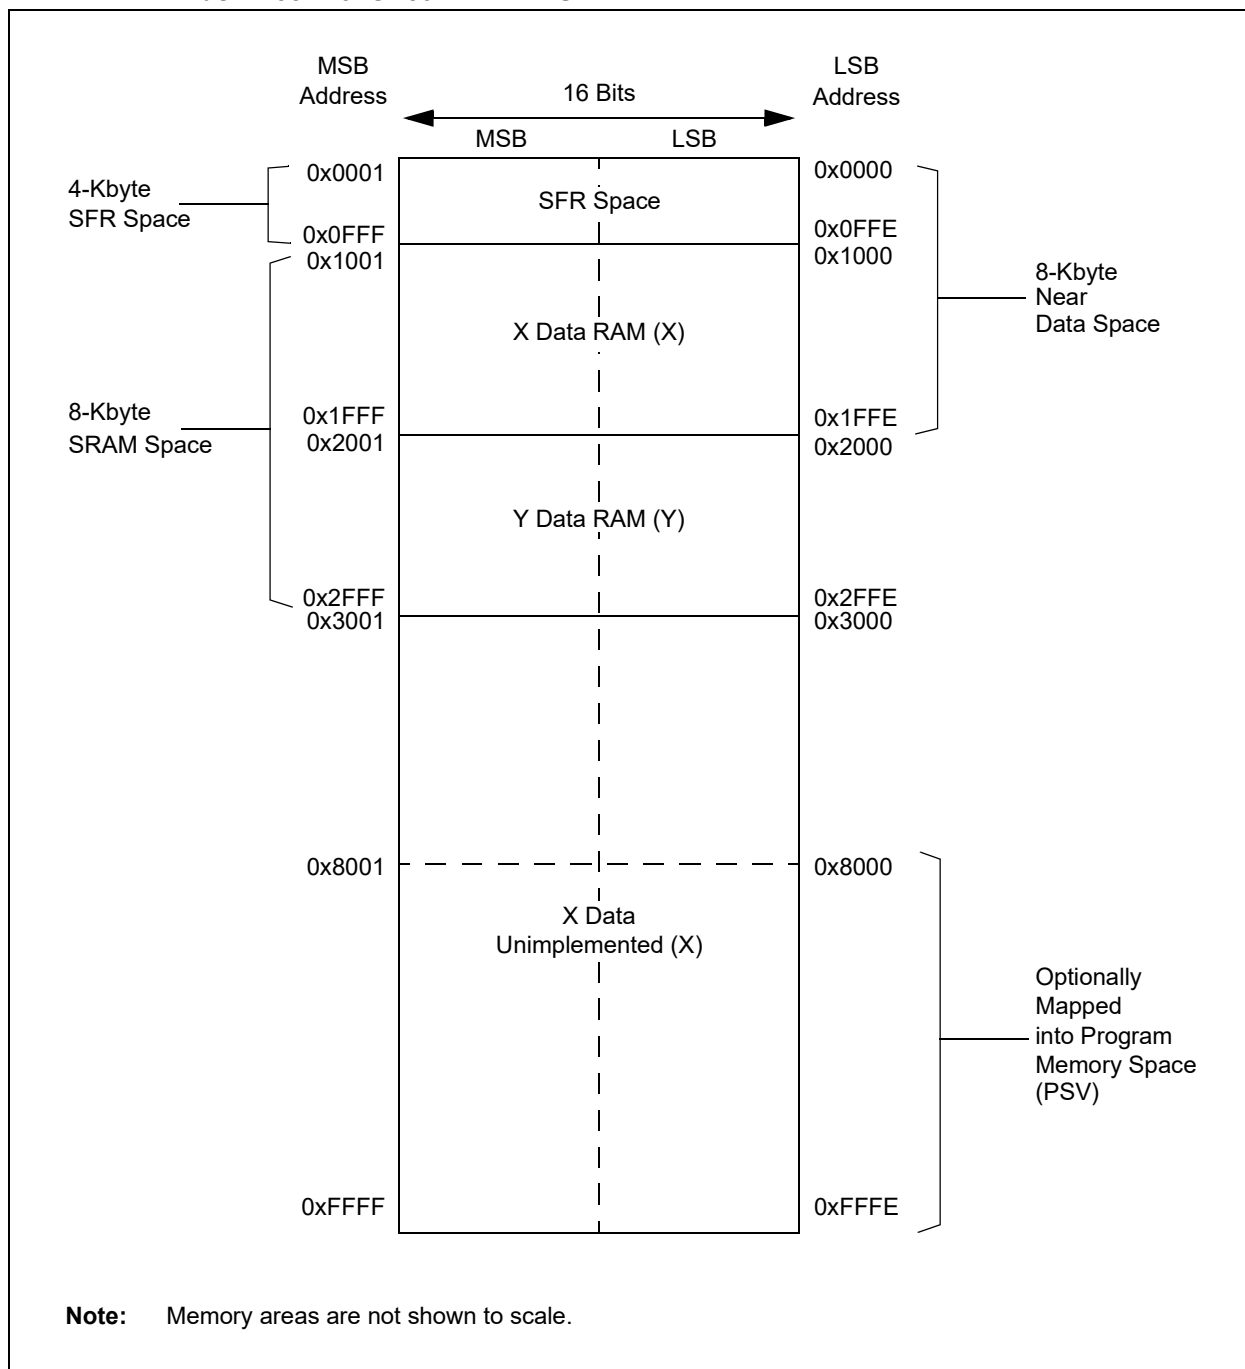 MSB
Address
16 Bits
LSB
Address
MSB
LSB
4-Kbyte
SFR Space
0x0001
0x0FFF
0x1001
SFR Space
0x0000
0x0FFE
0x1000
8-Kbyte
Near
Data Space
X Data RAM (X)
8-Kbyte
SRAM Space
0x1FFF
0x2001
0x1FFE
0x2000
Y Data RAM (Y)
0x2FFF
0x3001
0x2FFE
0x3000
0x8001
0x8000
X Data
Unimplemented (X)
Optionally
Mapped
into Program
Memory Space
(PSV)
0xFFFF
0xFFFE
Note: Memory areas are not shown to scale.